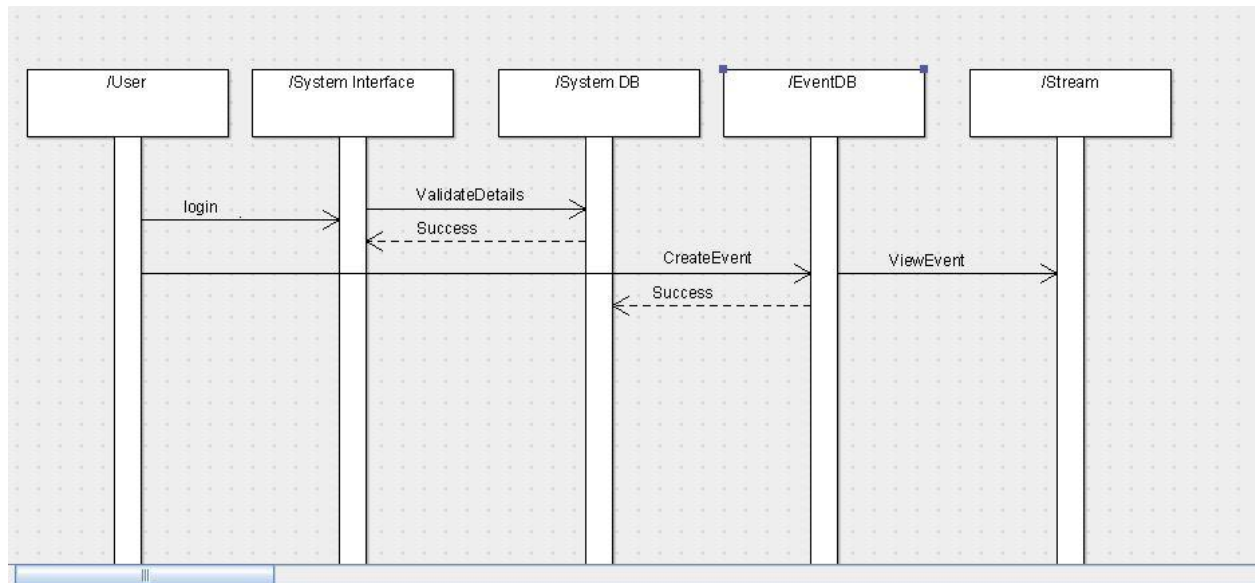 /User
/System Interface
/System DB
/EventDB
/Stream
ValidateDetails
login
Success
CreateEvent
ViewEvent
Success